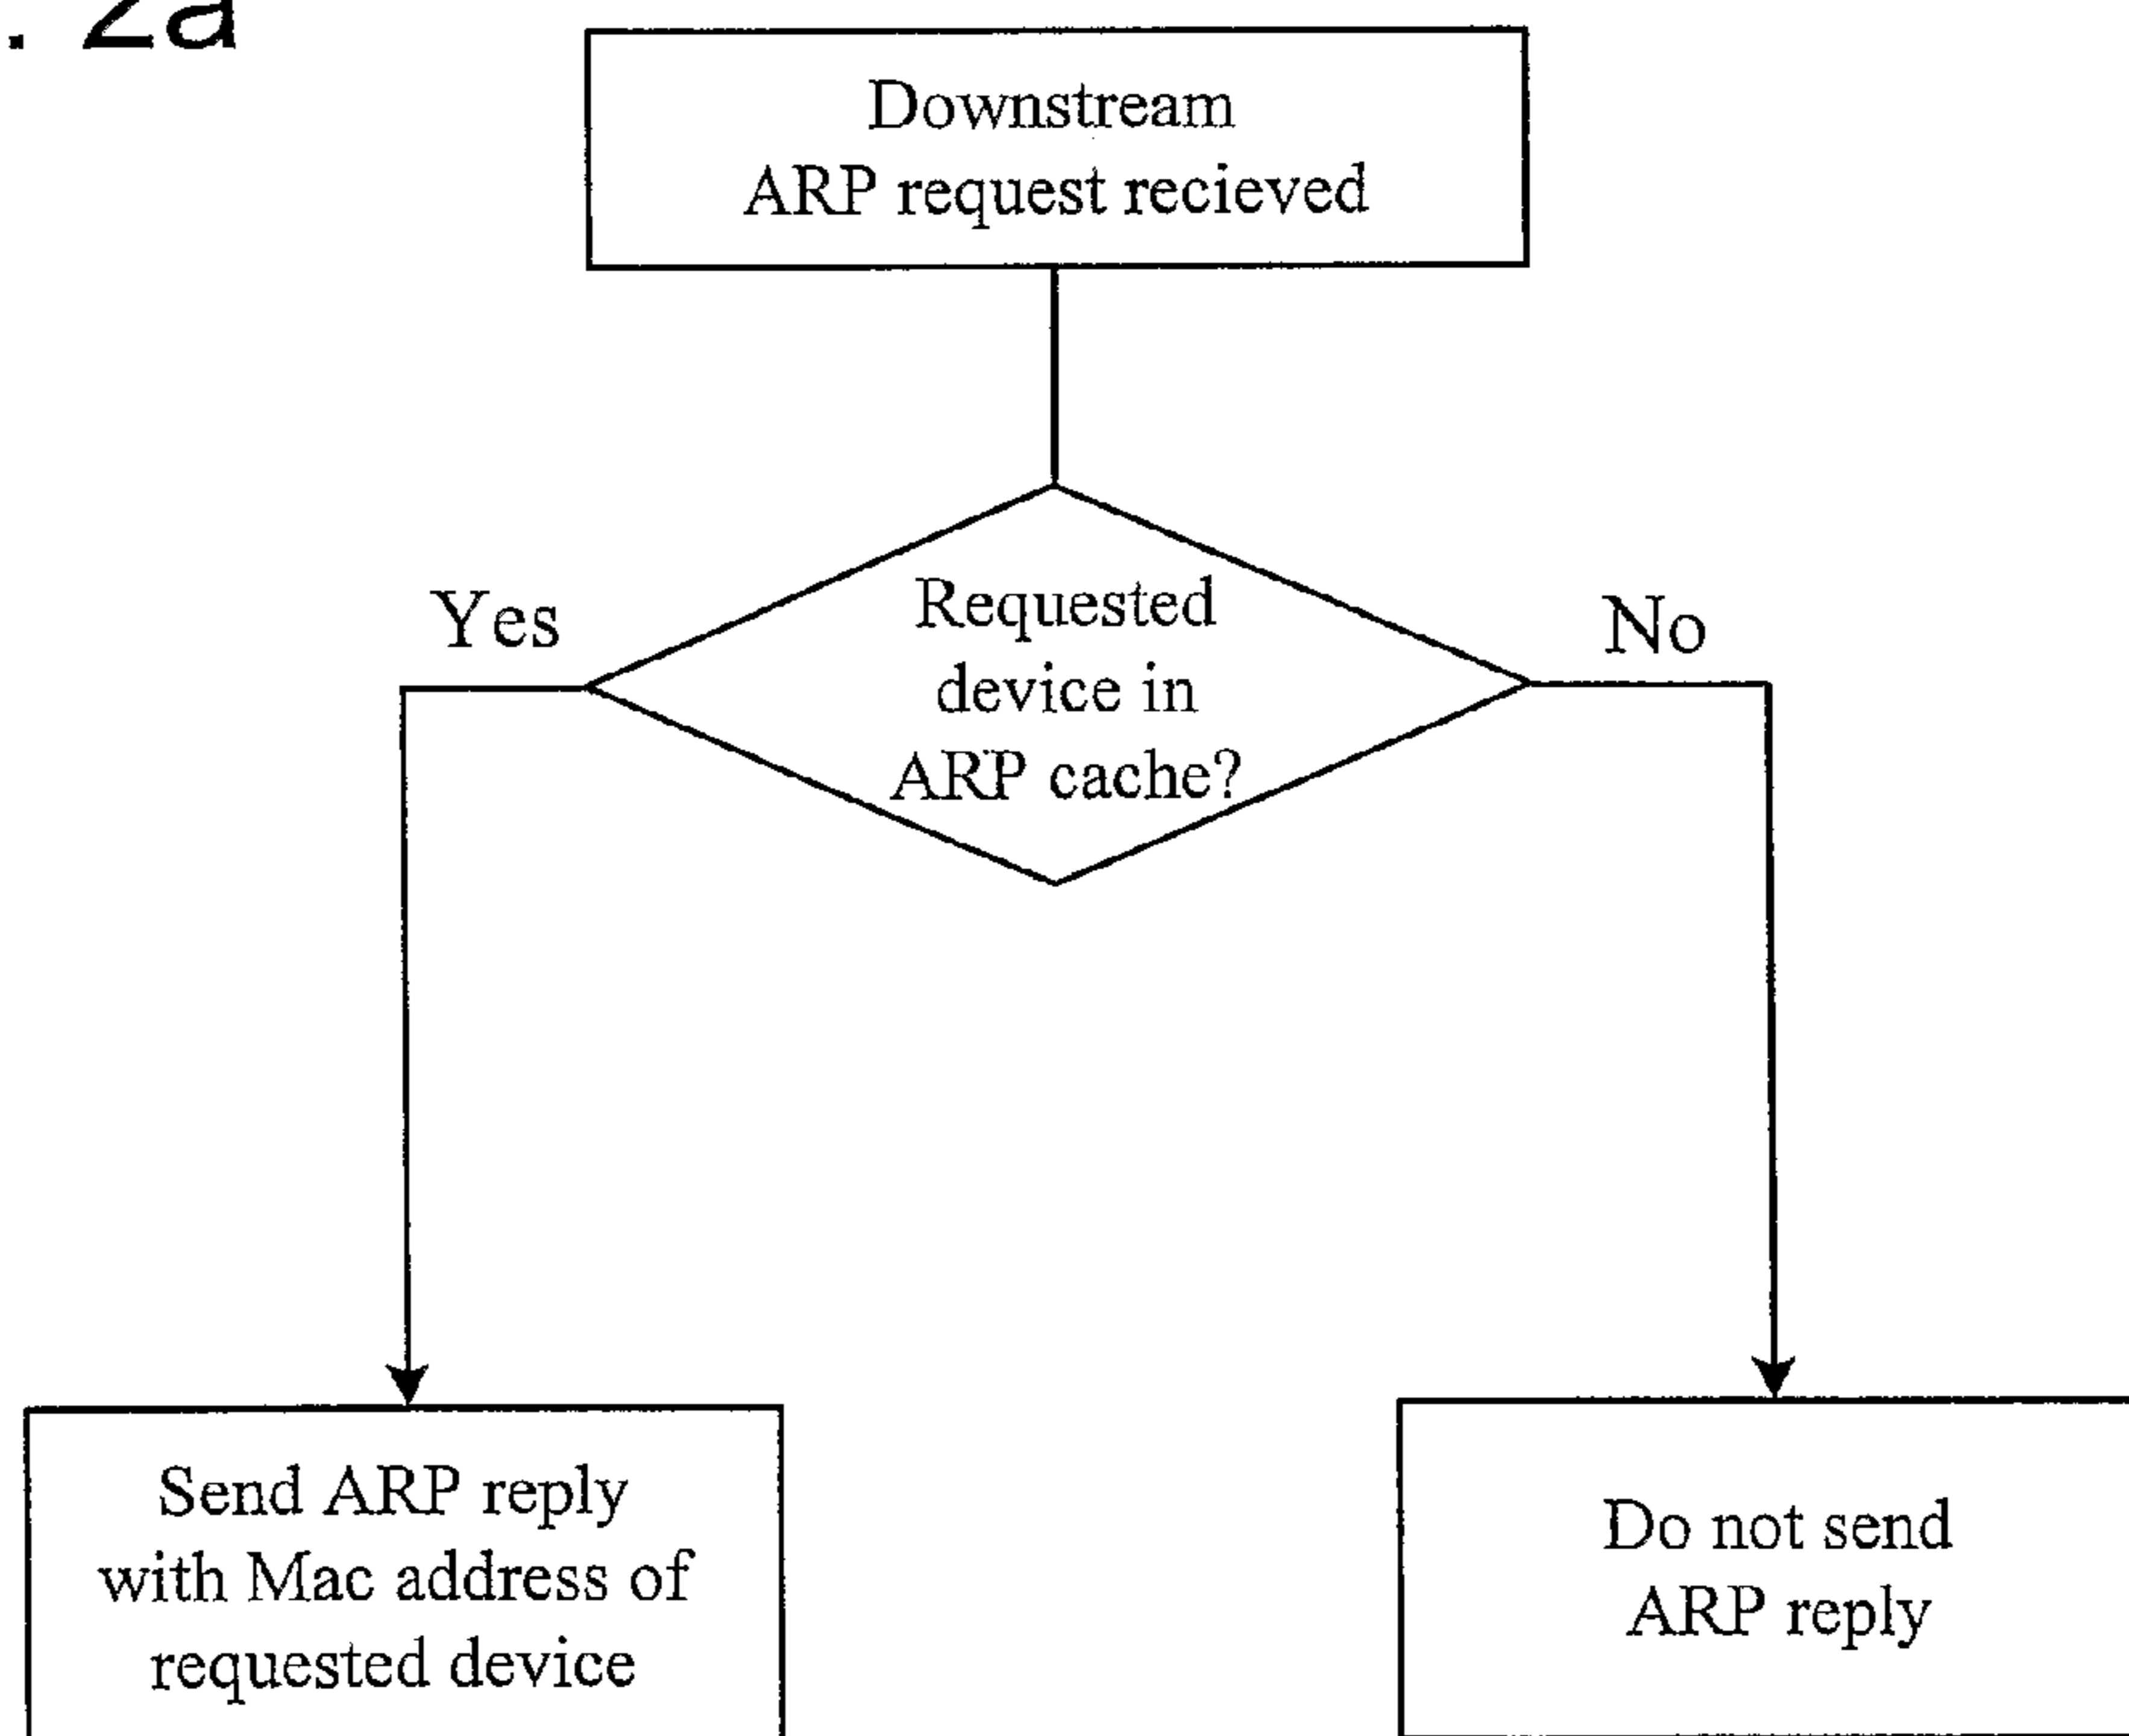 . 2a
Downstream
ARP request recieved
Requested
device in
ARP cache?
Yes
No
Send ARP reply
with Mac address of
requested device
Do not send
ARP reply